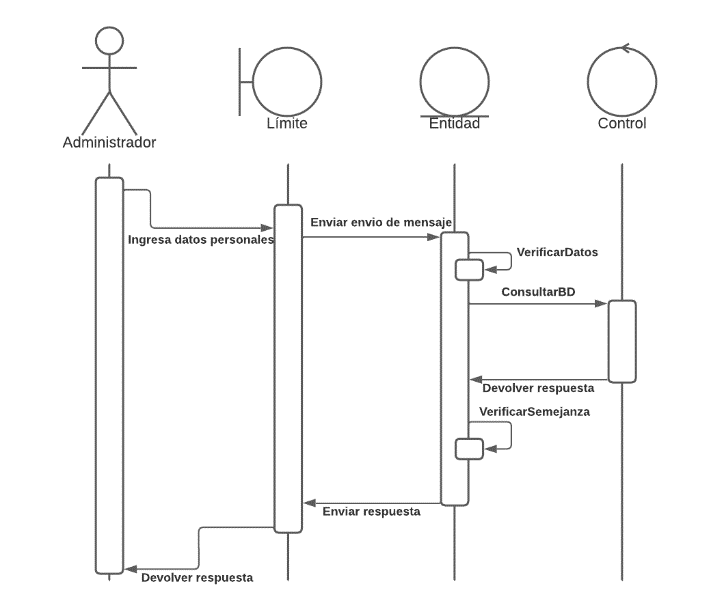 Administrador
Límite
Entidad
Control
Enviar envio de mensaje
Ingresa datos personales
VerificarDatos
ConsultarBD
Devolver respuesta
VerificarSemejanza
Enviar respuesta
Devolver respuesta